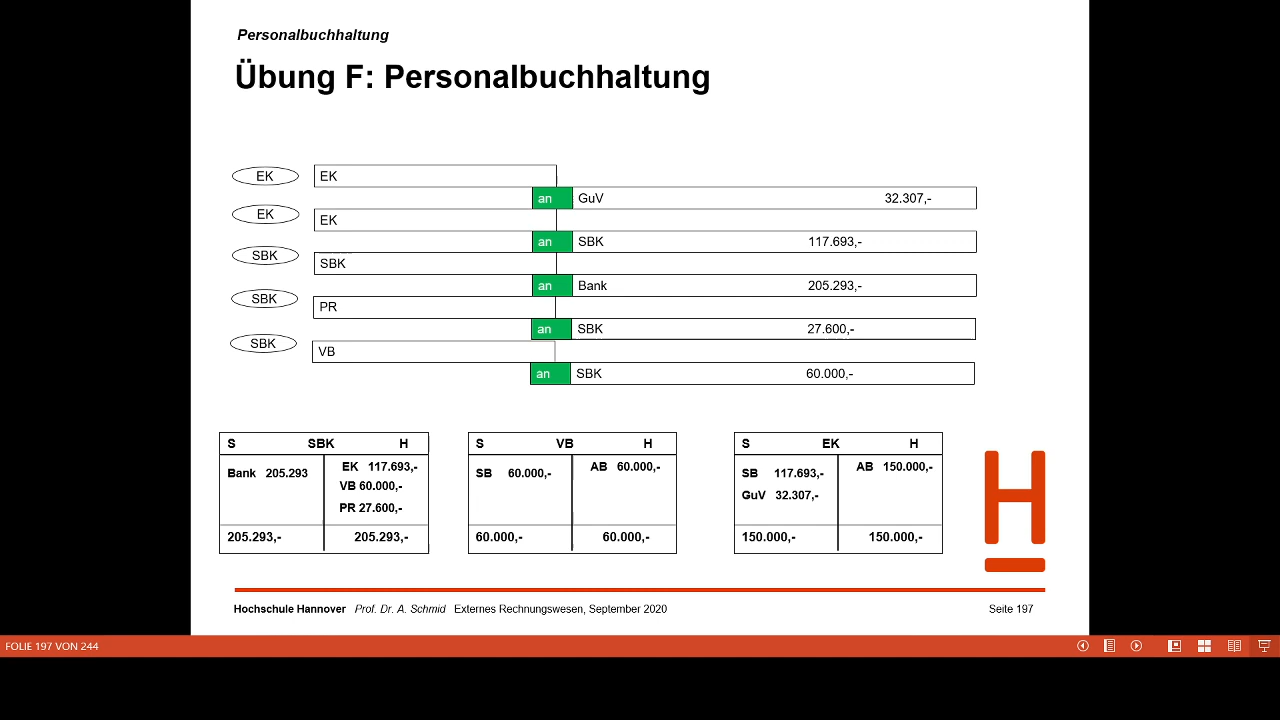 Personalbuchhaltung
Übung F: Personalbuchhaltung
EK EK
an GuV 32.307,-
EK EK
an SBK 117.693,-
SBK SBK
an Bank 205.293,-
SBK PR
an SBK 27.600,-
SBK VB
an SBK 60.000,-
S SBK H
Bank 205.293 EK 117.693,-
VB 60.000,-
PR 27.600,-
205.293,- 205.293,-
S VB H
SB 60.000,- AB 60.000,-
60.000,- 60.000,-
S EK H
SB 117.693,- AB 150.000,-
GuV 32.307,-
150.000,- 150.000,-
H
Hochschule Hannover Prof. Dr. A. Schmid Externes Rechnungswesen, September 2020 Seite 197
FOLIE 197 VON 244